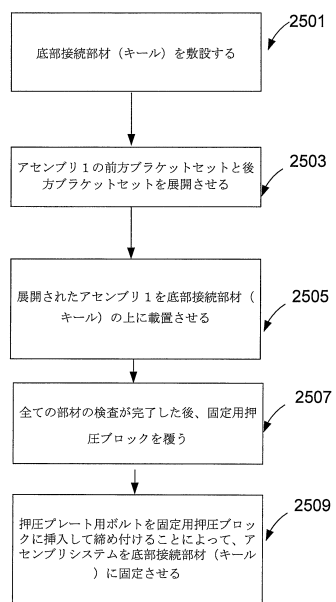 2501
底部接続部材（キール）を敷設する
アセンブリ１の前方ブラケットセットと後
方ブラケットセットを展開させる
2503
展開されたアセンブリ１を底部接続部材（
キール）の上に載置させる
2505
全ての部材の検査が完了した後、固定用押
圧ブロックを覆う
2507
押圧プレート用ボルトを固定用押圧ブロッ
クに挿入して締め付けることによって、ア
センブリシステムを底部接続部材（キール
）に固定させる
2509